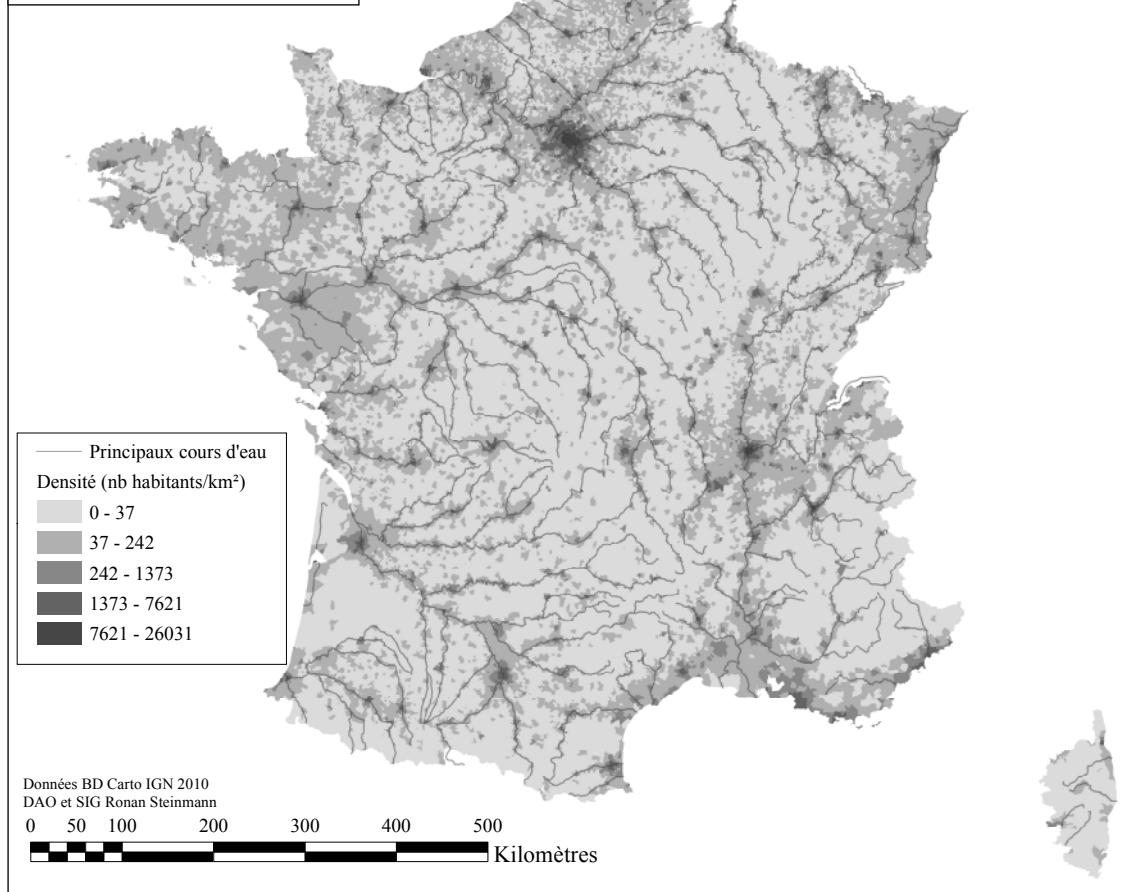 Principaux cours d'eau
Densité (nb habitants/km²)
0 - 37
37 - 242
242 - 1373
1373 - 7621
7621 - 26031
Données BD Carto IGN 2010
DAO et SIG Ronan Steinmann
0 50 100 200 300 400 500
Kilomètres